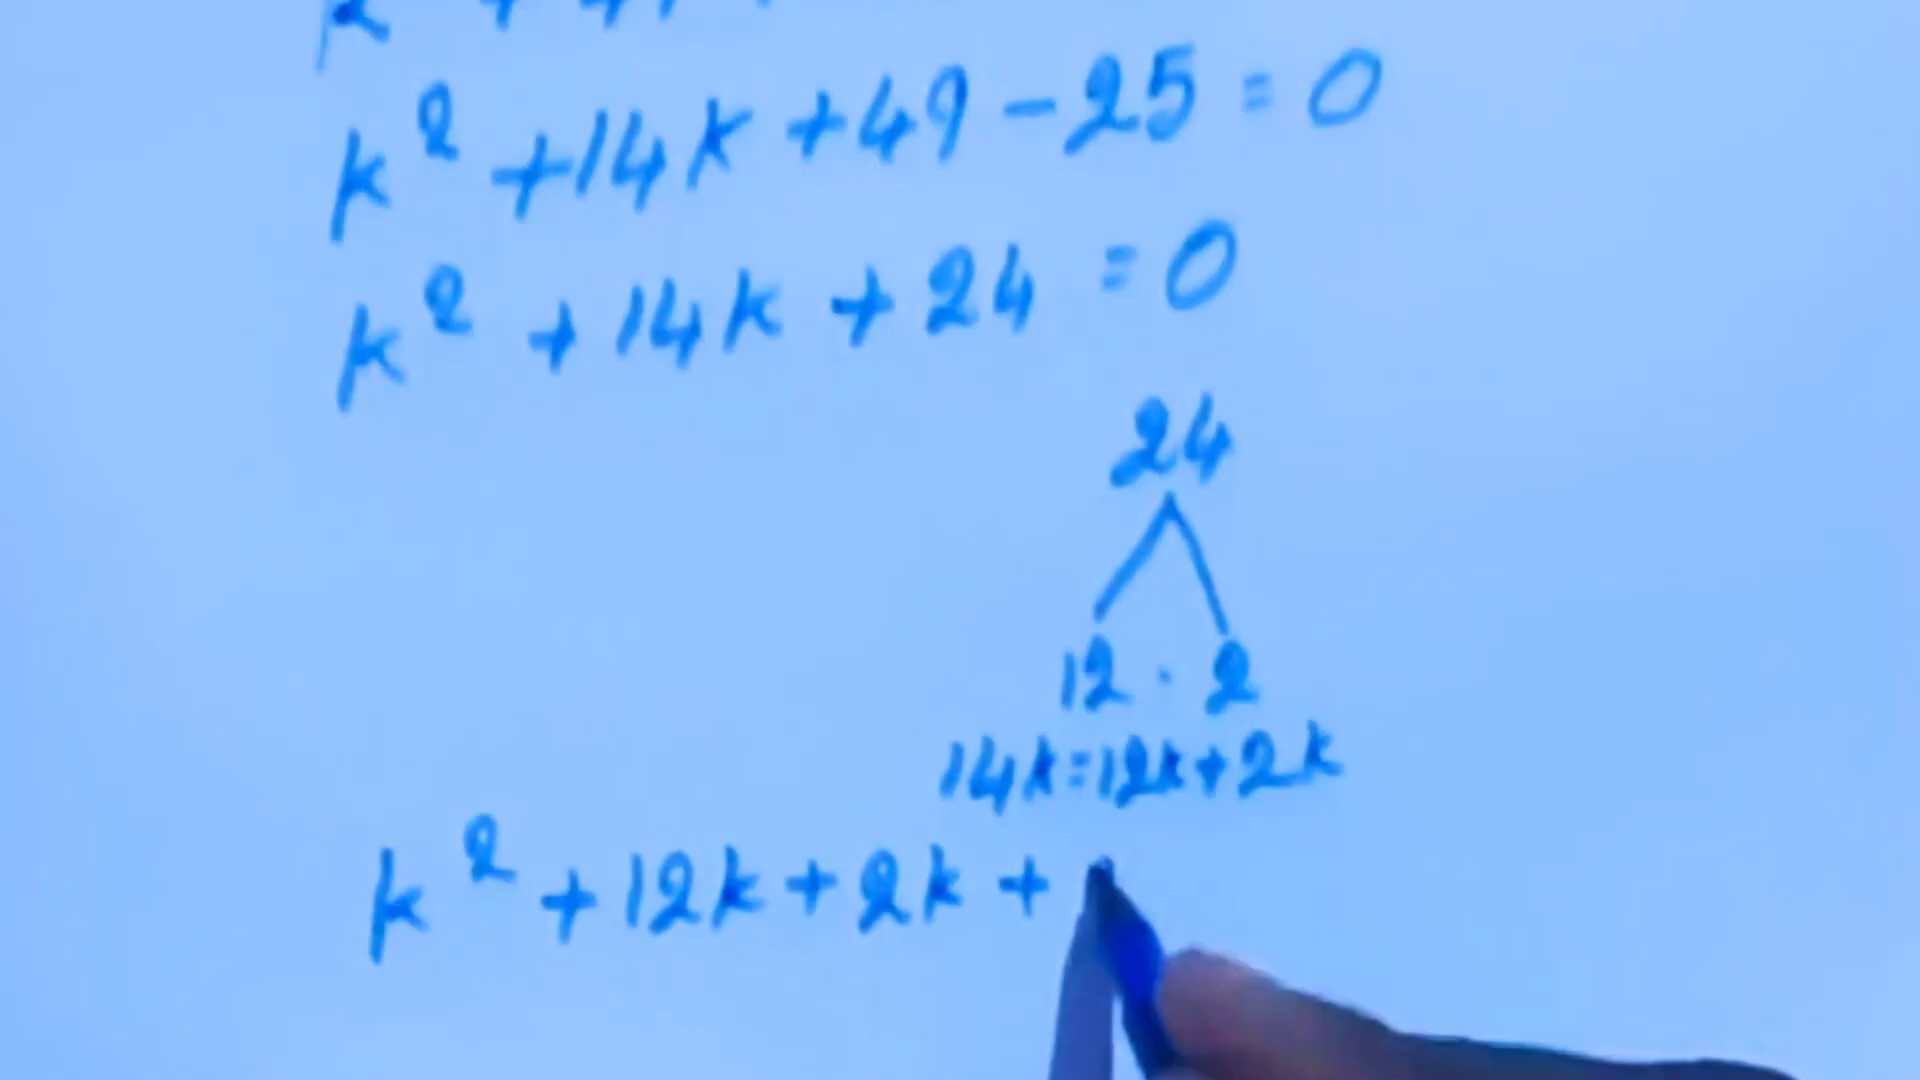 k² + 14k + 49 - 25 = 0
k² + 14k + 24 = 0
24
12 · 2
14k = 12k + 2k
k² + 12k + 2k +